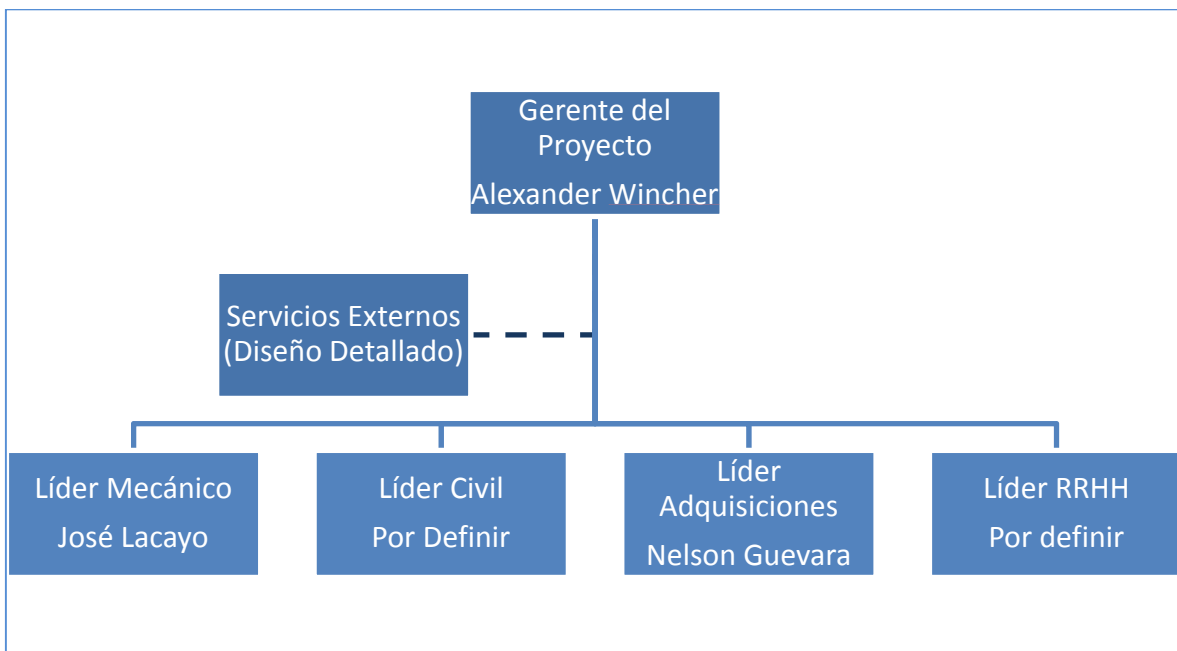 Gerente del
Proyecto
Alexander Wincher
Servicios Externos
(Diseño Detallado)
Líder Mecánico
José Lacayo
Líder Civil
Por Definir
Líder
Adquisiciones
Nelson Guevara
Líder RRHH
Por definir